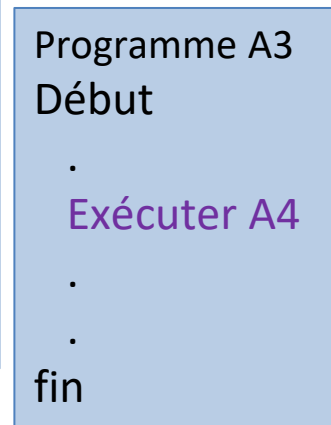 Programme A3
Début
.
Exécuter A4
.
.
fin